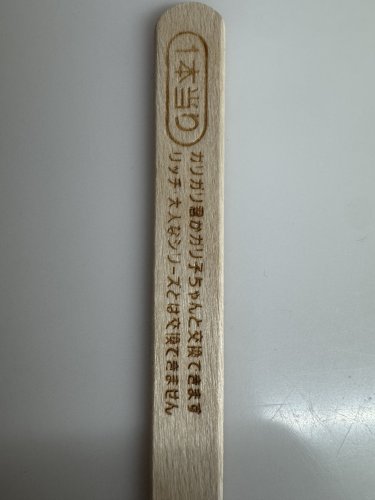 1本当り
ガリガリ君かガリ子ちゃんと交換できます
リッチ 大人なシリーズとは交換できません